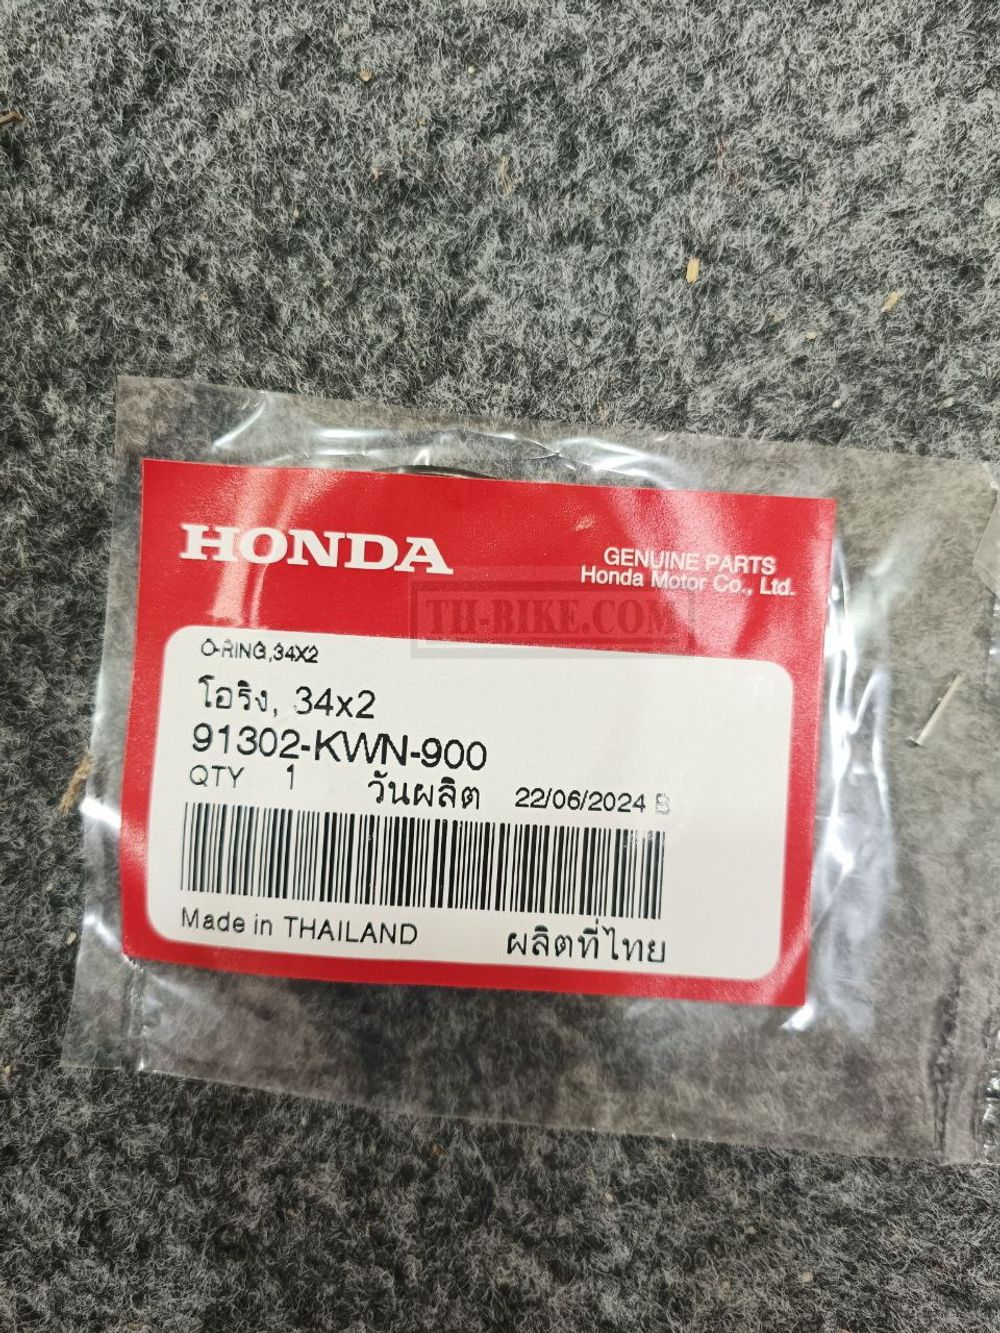 HONDA
GENUINE PARTS
Honda Motor Co., Ltd.
TH-BIKE.COM
O-RING,34X2
โอริง, 34x2
91302-KWN-900
QTY 1 วันผลิต 22/06/2024 B
Made in THAILAND ผลิตที่ไทย